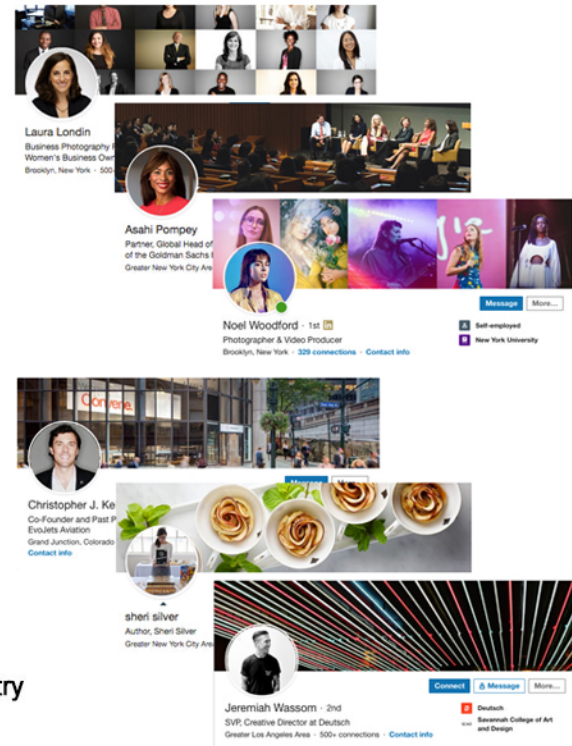 Laura Londin
Business Photography
Women's Business Own
Brooklyn, New York · 500
Asahi Pompey
Partner, Global Head of
of the Goldman Sachs
Greater New York City Are
Message
More...
Noel Woodford · 1st in
Photographer & Video Producer
Brooklyn, New York · 329 connections · Contact info
Self-employed
New York University
Convene.
Christopher J. Ke
Co-Founder and Past P
EvoJets Aviation
Grand Junction, Colorado
Contact info
sheri silver
Author, Sheri Silver
Greater New York City Are
try
Connect
Message
More...
Jeremiah Wassom · 2nd
SVP, Creative Director at Deutsch
Greater Los Angeles Area · 500+ connections · Contact info
Deutsch
Savannah College of Art
and Design